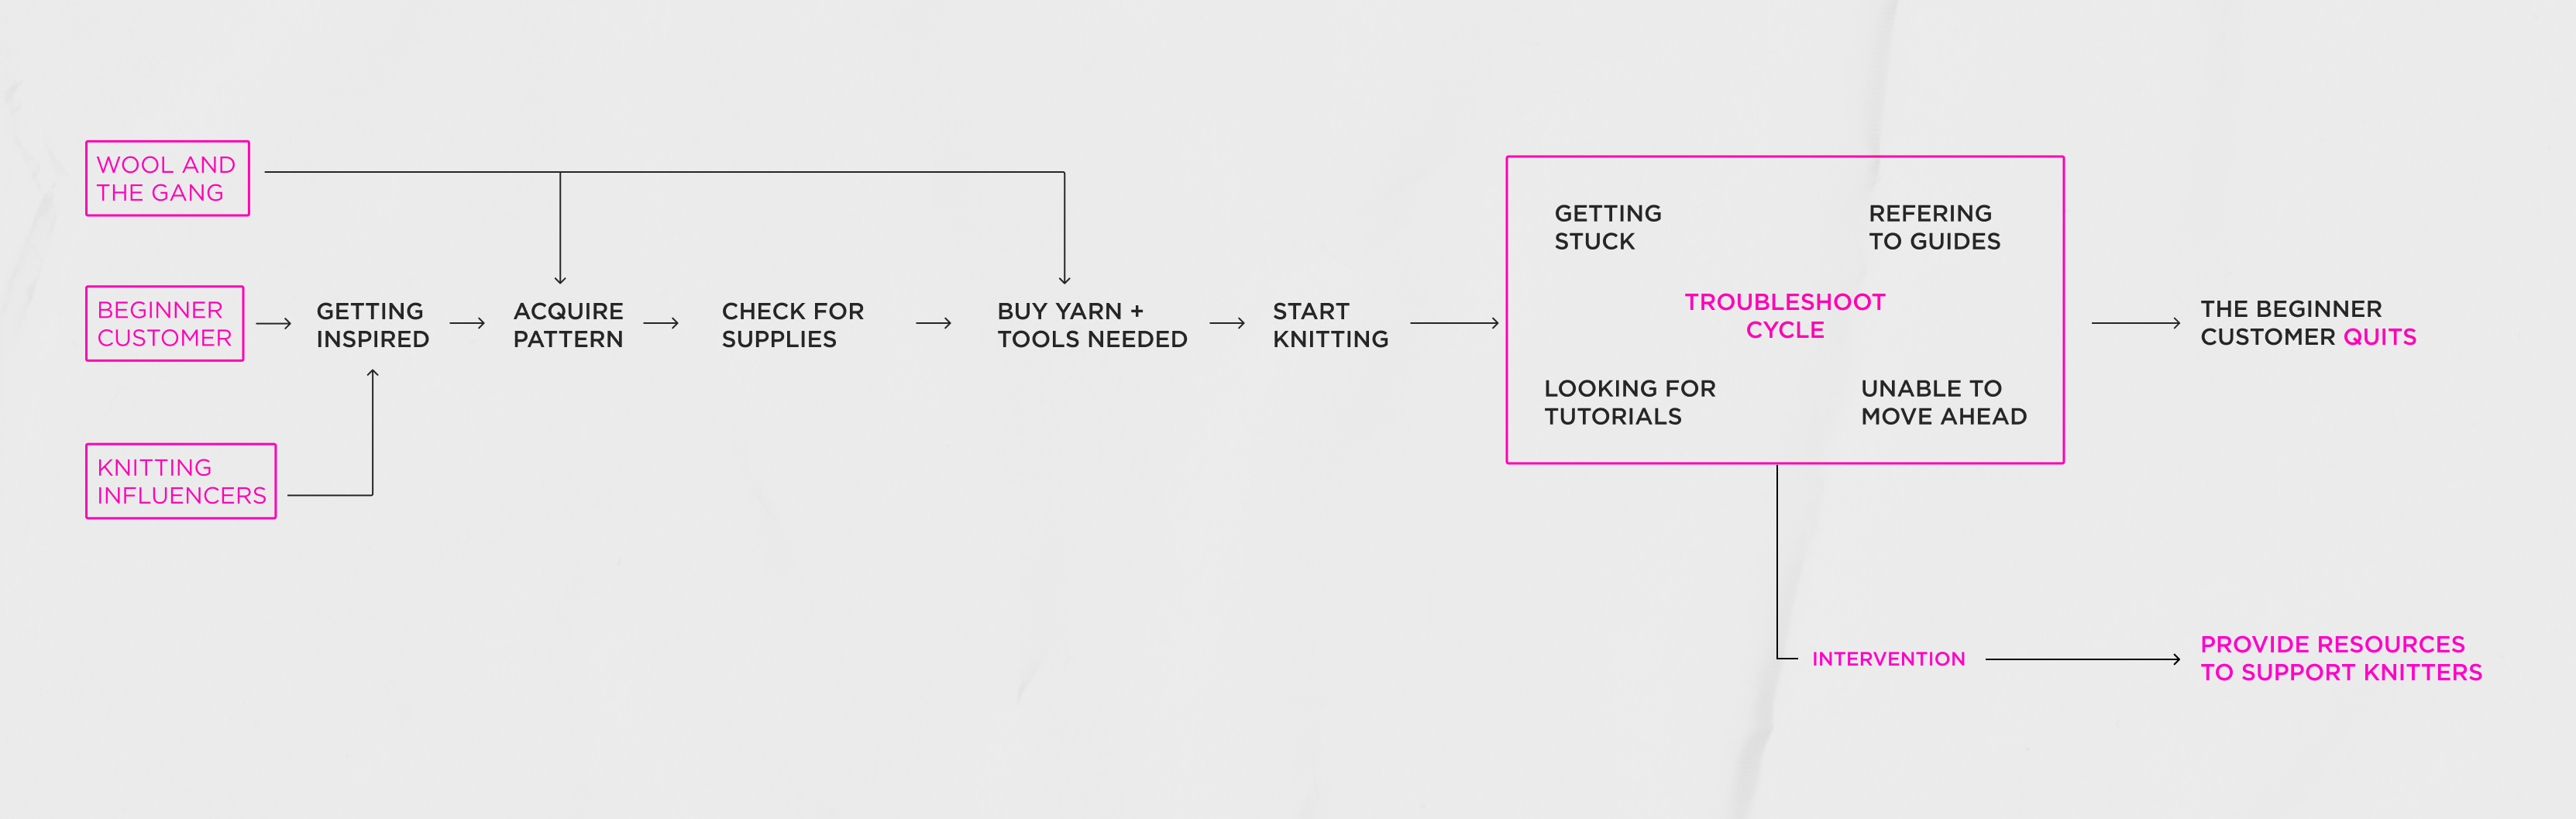 WOOL AND
THE GANG
BEGINNER
CUSTOMER
GETTING
INSPIRED
ACQUIRE
PATTERN
CHECK FOR
SUPPLIES
BUY YARN +
TOOLS NEEDED
START
KNITTING
KNITTING
INFLUENCERS
GETTING
STUCK
REFERING
TO GUIDES
TROUBLESHOOT
CYCLE
LOOKING FOR
TUTORIALS
UNABLE TO
MOVE AHEAD
THE BEGINNER
CUSTOMER QUITS
INTERVENTION
PROVIDE RESOURCES
TO SUPPORT KNITTERS